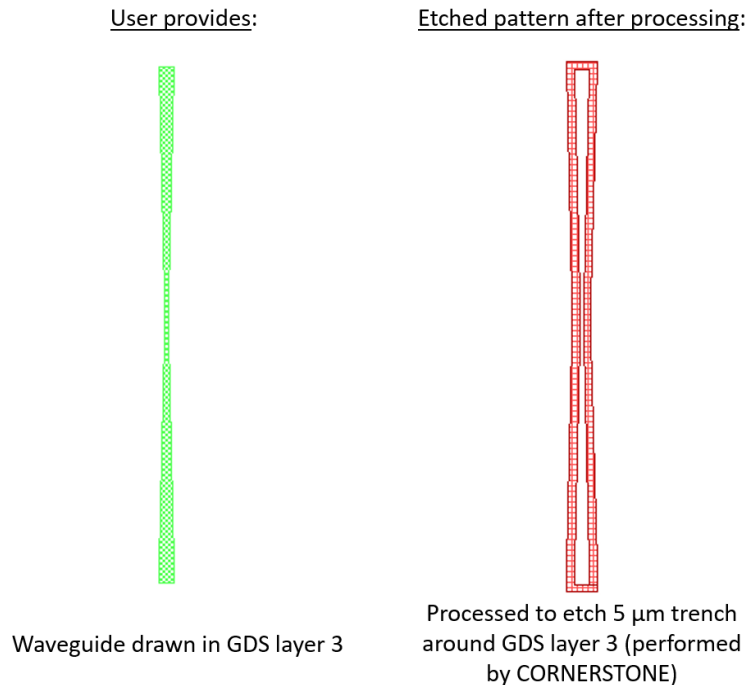 User provides:
Etched pattern after processing:
Waveguide drawn in GDS layer 3
Processed to etch 5 µm trench
around GDS layer 3 (performed
by CORNERSTONE)